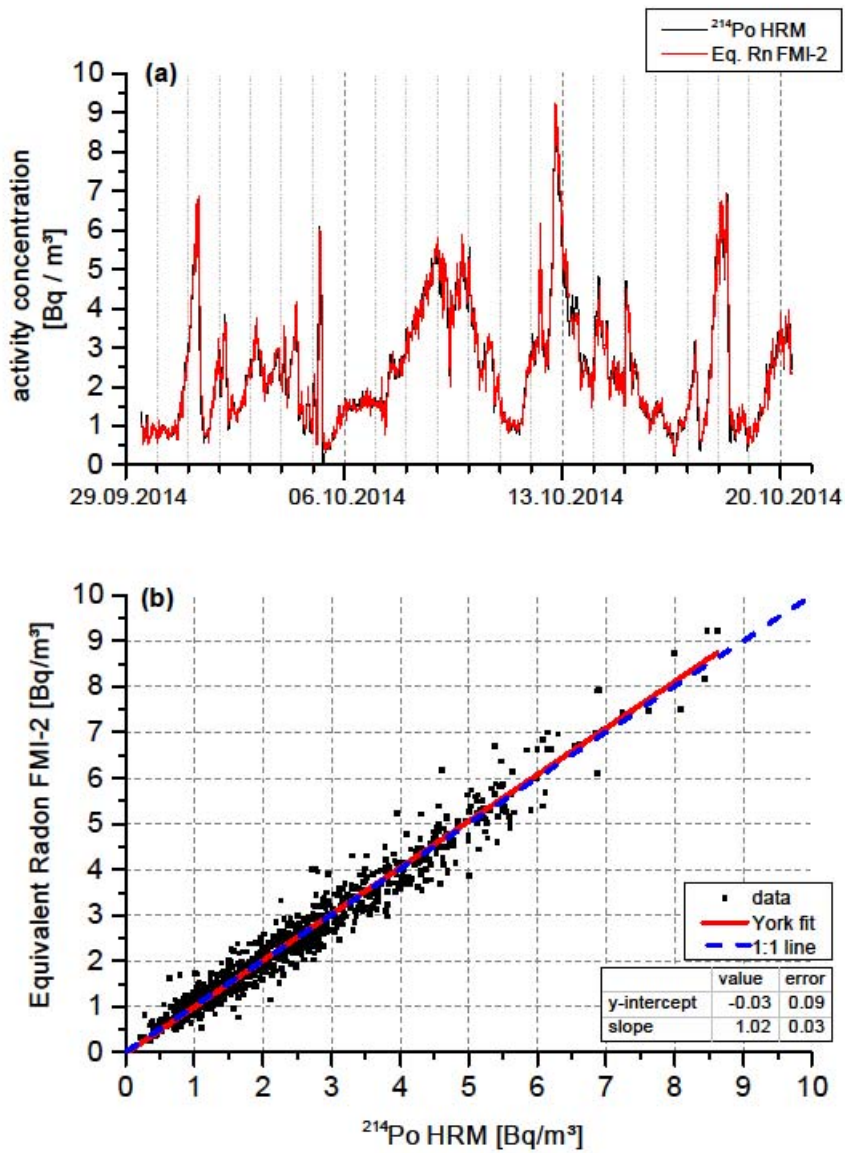 ²¹⁴Po HRM
Eq. Rn FMI-2
(a)
activity concentration
[Bq / m³]
10
9
8
7
6
5
4
3
2
1
0
29.09.2014 06.10.2014 13.10.2014 20.10.2014
(b)
Equivalent Radon FMI-2 [Bq/m³]
10
9
8
7
6
5
4
3
2
1
0
data
York fit
1:1 line
value error
y-intercept -0.03 0.09
slope 1.02 0.03
0 1 2 3 4 5 6 7 8 9 10
²¹⁴Po HRM [Bq/m³]